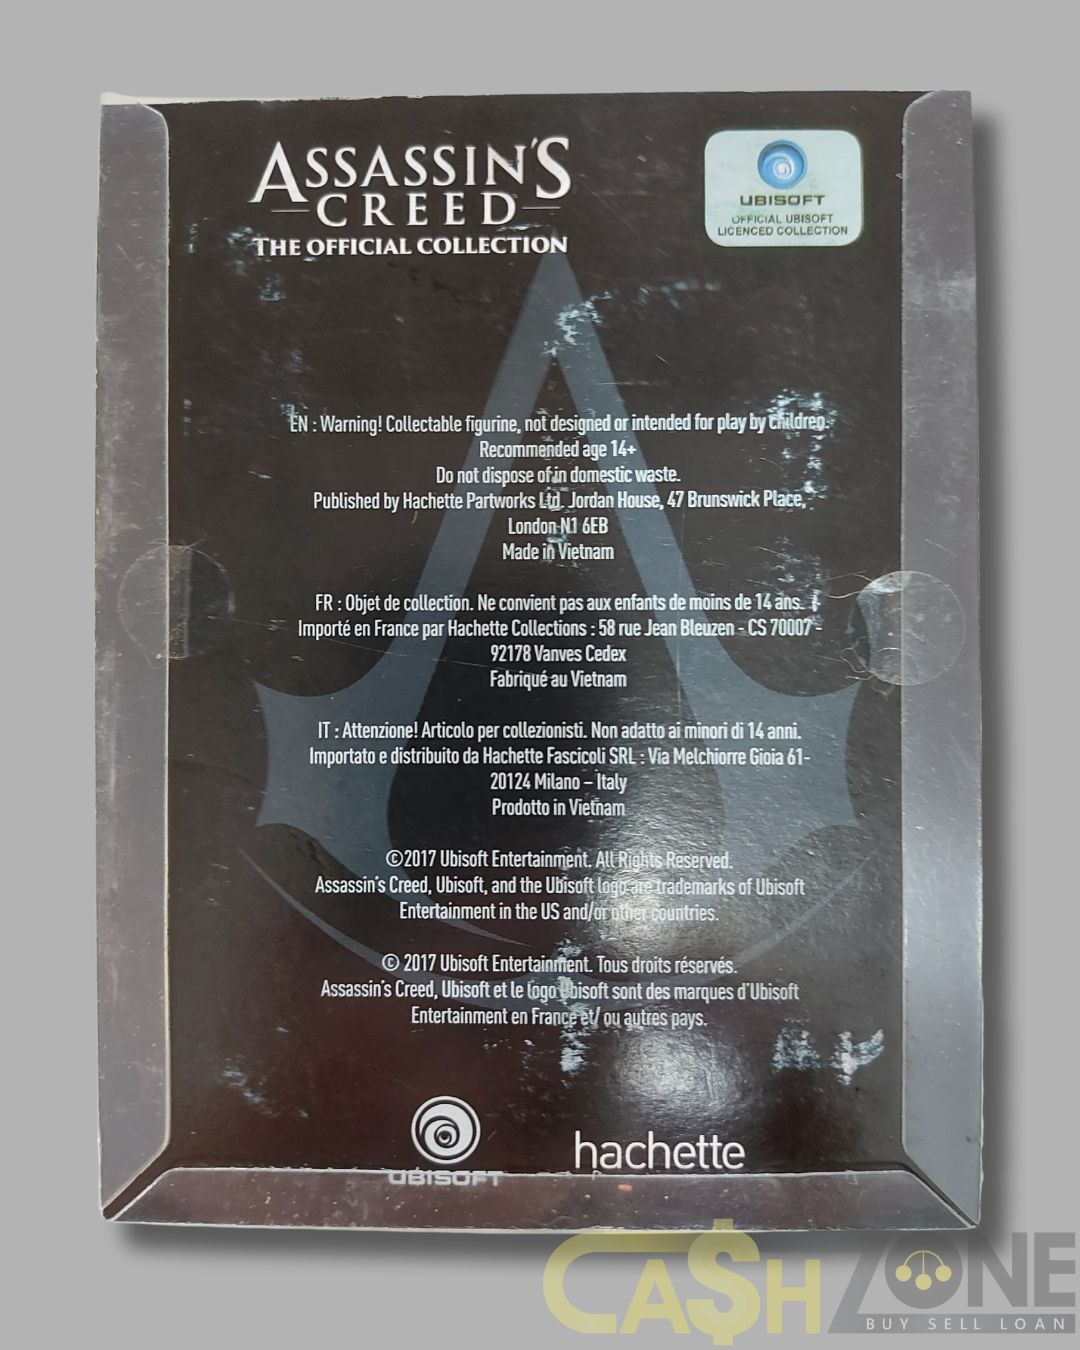 ASSASSIN'S
CREED
THE OFFICIAL COLLECTION
UBISOFT
OFFICIAL UBISOFT
LICENCED COLLECTION
EN : Warning! Collectable figurine, not designed or intended for play by children.
Recommended age 14+
Do not dispose of in domestic waste.
Published by Hachette Partworks Ltd. Jordan House, 47 Brunswick Place,
London N1 6EB
Made in Vietnam
FR : Objet de collection. Ne convient pas aux enfants de moins de 14 ans.
Importé en France par Hachette Collections : 58 rue Jean Bleuzen - CS 70007 -
92178 Vanves Cedex
Fabriqué au Vietnam
IT : Attenzione! Articolo per collezionisti. Non adatto ai minori di 14 anni.
Importato e distribuito da Hachette Fascicoli SRL : Via Melchiorre Gioia 61-
20124 Milano – Italy
Prodotto in Vietnam
©2017 Ubisoft Entertainment. All Rights Reserved.
Assassin's Creed, Ubisoft, and the Ubisoft logo are trademarks of Ubisoft
Entertainment in the US and/or other countries.
© 2017 Ubisoft Entertainment. Tous droits réservés.
Assassin's Creed, Ubisoft et le logo Ubisoft sont des marques d'Ubisoft
Entertainment en France et/ ou autres pays.
UBISOFT
hachette
CA$H ZONE
BUY SELL LOAN